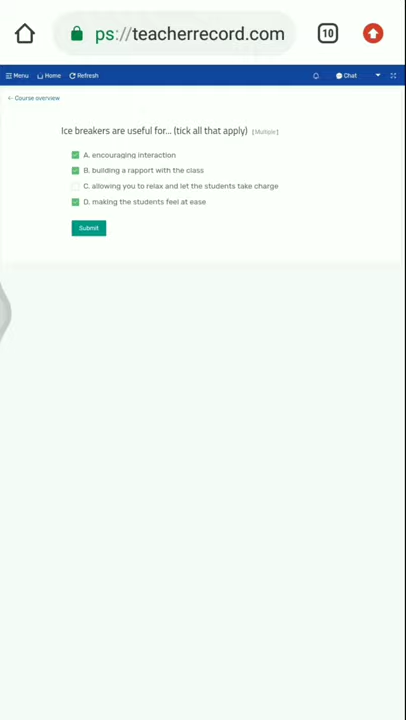 ps://teacherrecord.com
10
Menu Home Refresh Chat
← Course overview
Ice breakers are useful for... (tick all that apply) [Multiple]
A. encouraging interaction
B. building a rapport with the class
C. allowing you to relax and let the students take charge
D. making the students feel at ease
Submit